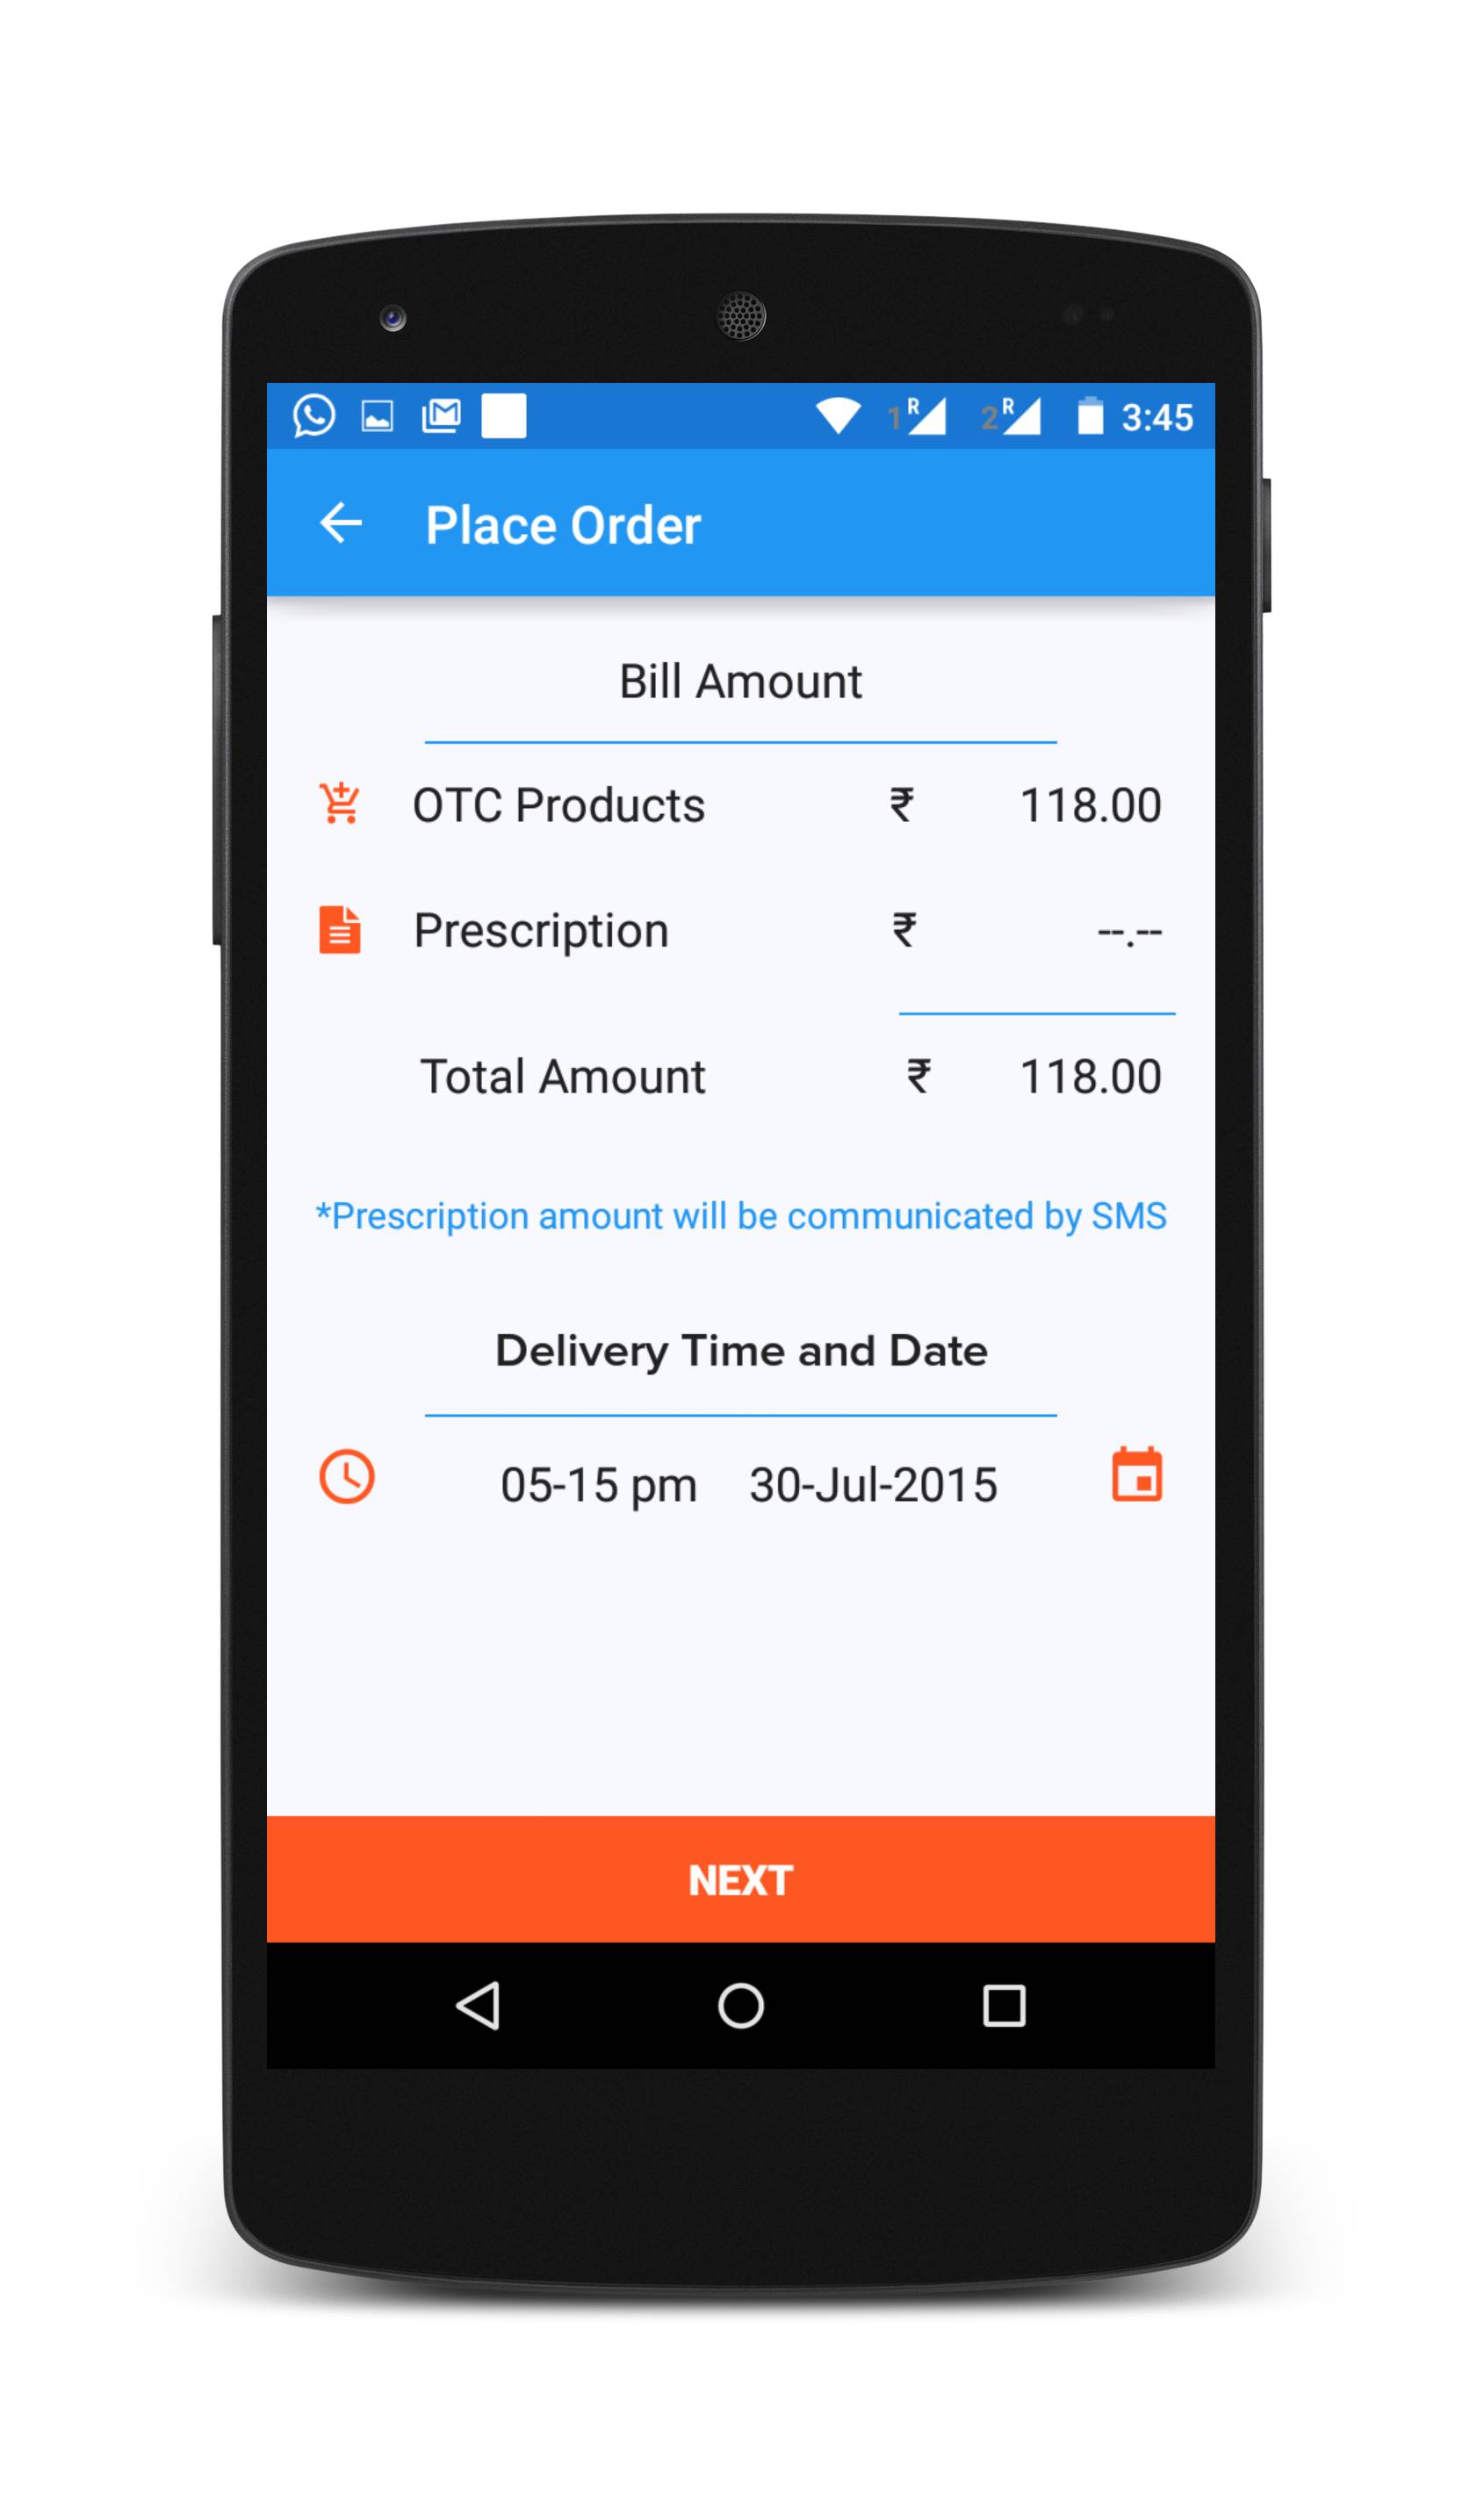 1 R 2 R 3:45
Place Order
Bill Amount
OTC Products ₹ 118.00
Prescription ₹ --.--
Total Amount ₹ 118.00
*Prescription amount will be communicated by SMS
Delivery Time and Date
05-15 pm 30-Jul-2015
NEXT